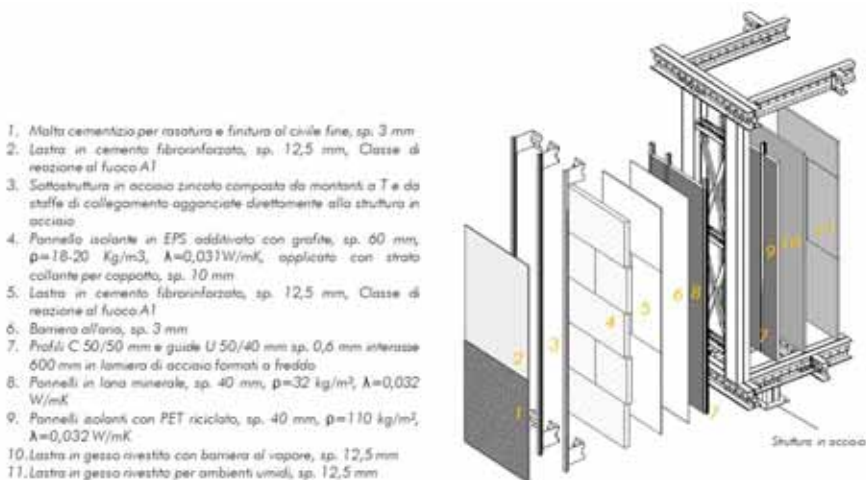 1. Malta cementizia per rasatura e finitura al civile fine, sp. 3 mm
2. Lastra in cemento fibrorinforzato, sp. 12,5 mm, Classe di
reazione al fuoco A1
3. Sottostruttura in acciaio zincato composta da montanti a T e da
staffe di collegamento agganciate direttamente alla struttura in
acciaio
4. Pannello isolante in EPS additivato con grafite, sp. 60 mm,
ρ=18-20 Kg/m3, λ=0,031W/mK, applicato con strato
collante per cappotto, sp. 10 mm
5. Lastra in cemento fibrorinforzato, sp. 12,5 mm, Classe di
reazione al fuoco A1
6. Barriera all'aria, sp. 3 mm
7. Profili C 50/50 mm e guide U 50/40 mm sp. 0,6 mm interasse
600 mm in lamiera di acciaio formati a freddo
8. Pannelli in lana minerale, sp. 40 mm, ρ=32 kg/m³, λ=0,032
W/mK
9. Pannelli isolanti con PET riciclato, sp. 40 mm, ρ=110 kg/m³,
λ=0,032 W/mK
10. Lastra in gesso rivestito con barriera al vapore, sp. 12,5 mm
11. Lastra in gesso rivestito per ambienti umidi, sp. 12,5 mm
1
2
3
4
5
6
8
7
7
9
10
11
Struttura in acciaio